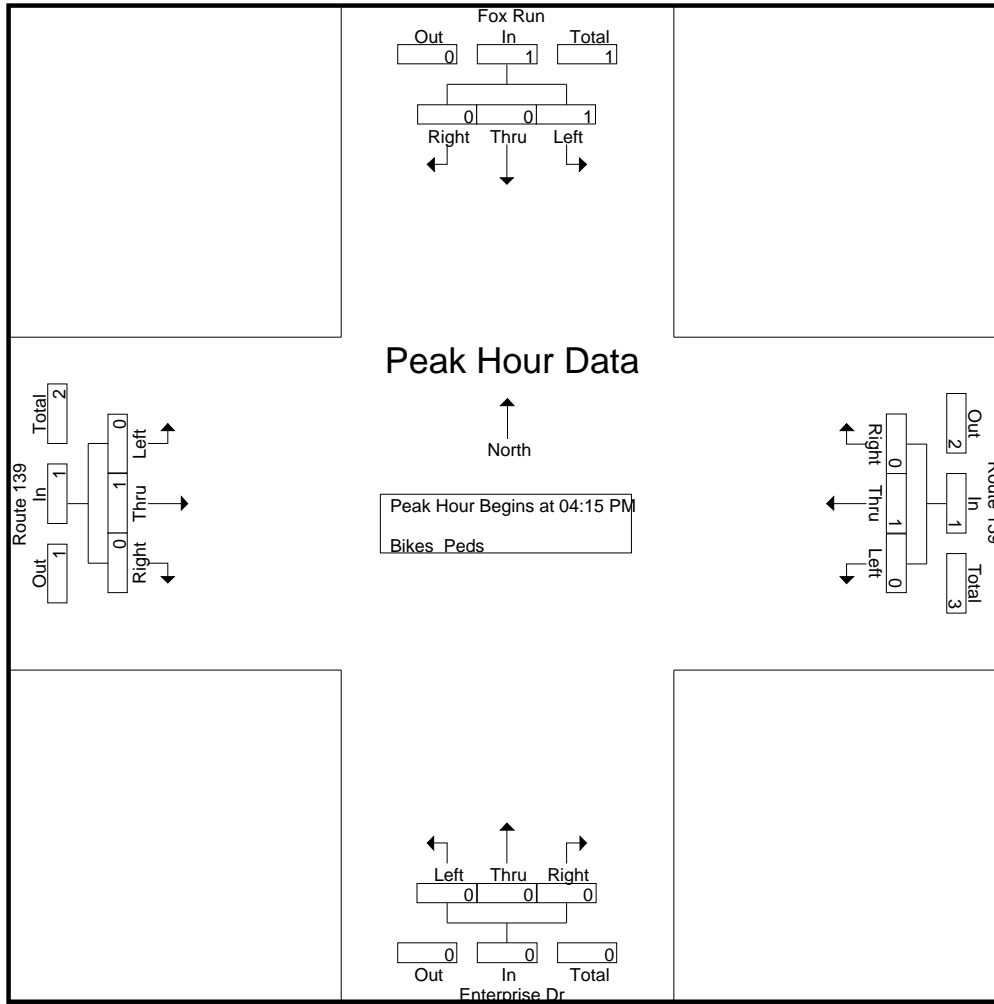 Fox Run
Out In Total
0 1 1
0 0 1
Right Thru Left
Peak Hour Data
North
Peak Hour Begins at 04:15 PM
Bikes Peds
Route 139
Total In Out
2 1 1
0 1 0
Left Thru Right
Route 139
Out In Total
2 1 3
0 1 0
Right Thru Left
Left Thru Right
0 0 0
0 0 0
Out In Total
Enterprise Dr